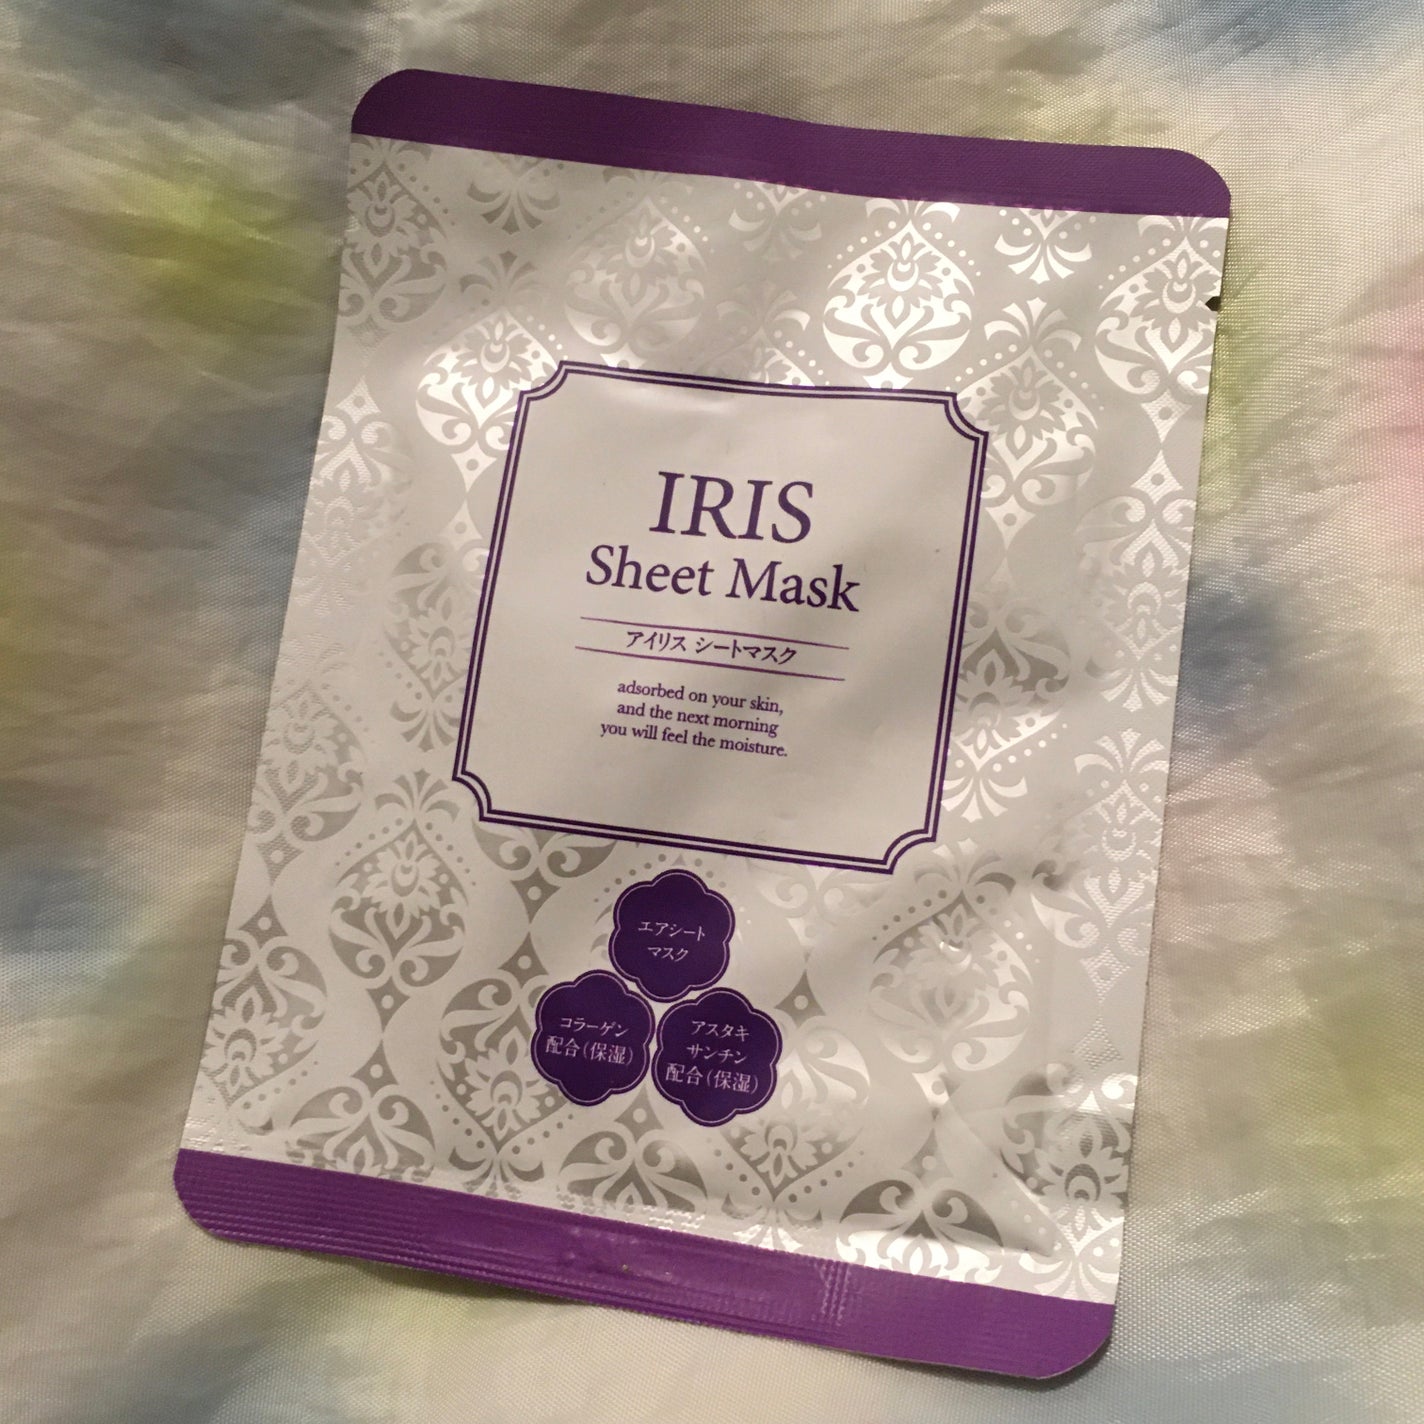 IRIS
Sheet Mask
アイリス シートマスク
adsorbed on your skin,
and the next morning
you will feel the moisture.
エアシート
マスク
コラーゲン
配合(保湿)
アスタキ
サンチン
配合(保湿)